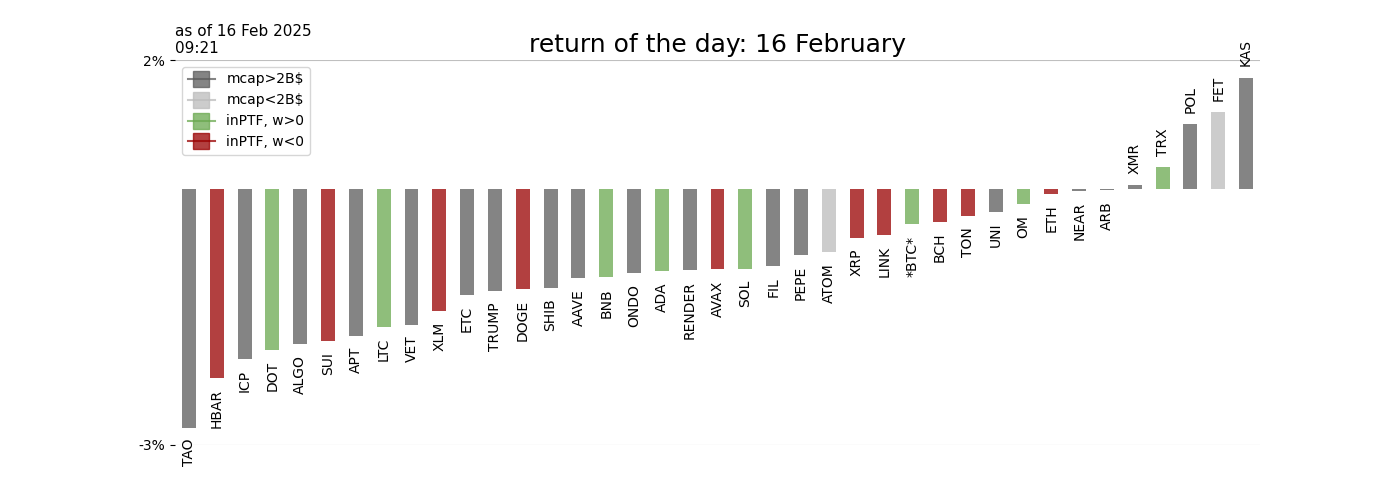 as of 16 Feb 2025
09:21
return of the day: 16 February
2%
mcap>2B$
mcap<2B$
inPTF, w>0
inPTF, w<0
-3%
TAO
HBAR
ICP
DOT
ALGO
SUI
APT
LTC
VET
XLM
ETC
TRUMP
DOGE
SHIB
AAVE
BNB
ONDO
ADA
RENDER
AVAX
SOL
FIL
PEPE
ATOM
XRP
LINK
*BTC*
BCH
TON
UNI
OM
ETH
NEAR
ARB
XMR
TRX
POL
FET
KAS